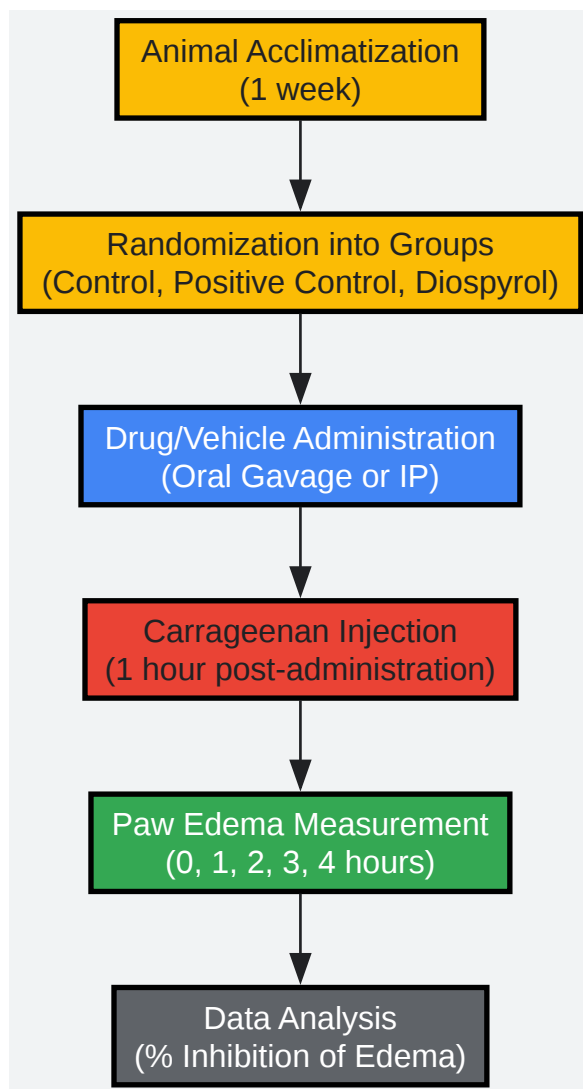 Animal Acclimatization
(1 week)
Randomization into Groups
(Control, Positive Control, Diospyrol)
Drug/Vehicle Administration
(Oral Gavage or IP)
Carrageenan Injection
(1 hour post-administration)
Paw Edema Measurement
(0, 1, 2, 3, 4 hours)
Data Analysis
(% Inhibition of Edema)